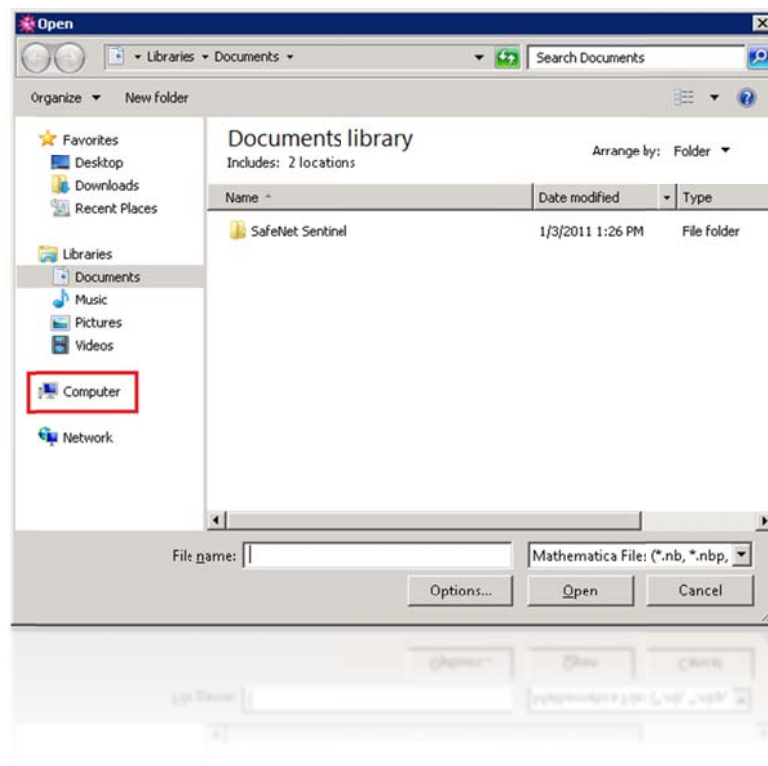 Open
Libraries Documents
Search Documents
Organize New folder
Favorites
Desktop
Downloads
Recent Places
Libraries
Documents
Music
Pictures
Videos
Computer
Network
Documents library
Includes: 2 locations
Arrange by: Folder
Name Date modified Type
SafeNet Sentinel 1/3/2011 1:26 PM File folder
File name: Mathematica File: (*.nb, *.nbp,
Options... Open Cancel